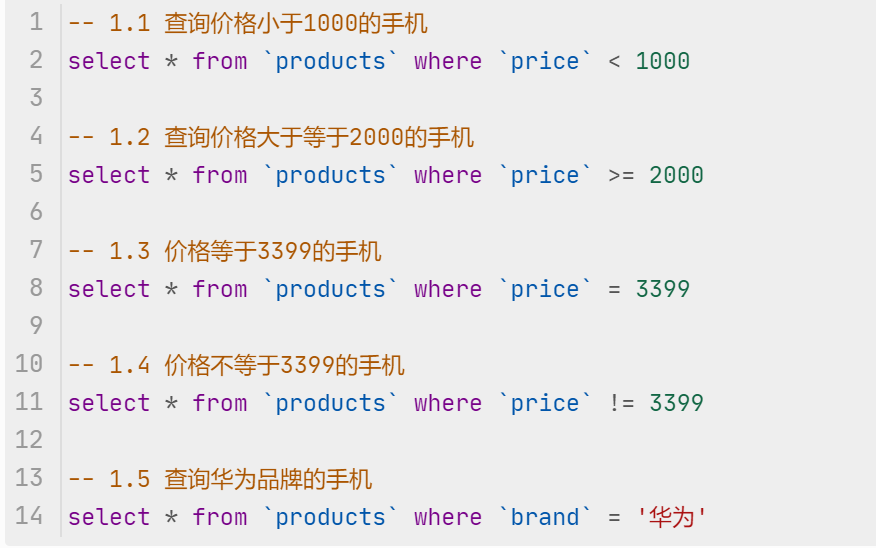 1 -- 1.1 查询价格小于1000的手机
2 select * from `products` where `price` < 1000
3
4 -- 1.2 查询价格大于等于2000的手机
5 select * from `products` where `price` >= 2000
6
7 -- 1.3 价格等于3399的手机
8 select * from `products` where `price` = 3399
9
10 -- 1.4 价格不等于3399的手机
11 select * from `products` where `price` != 3399
12
13 -- 1.5 查询华为品牌的手机
14 select * from `products` where `brand` = '华为'